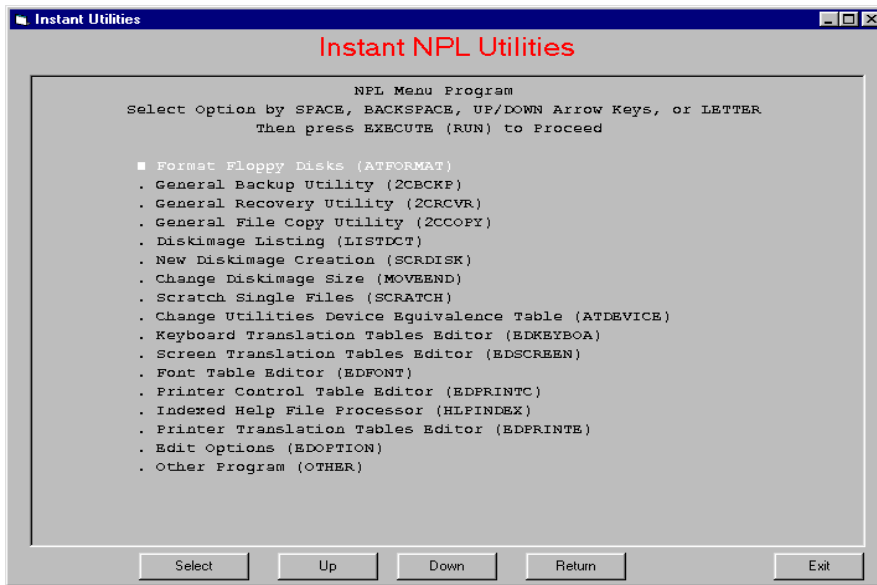 Instant Utilities
Instant NPL Utilities
NPL Menu Program
Select Option by SPACE, BACKSPACE, UP/DOWN Arrow Keys, or LETTER
Then press EXECUTE (RUN) to Proceed
■ Format Floppy Disks (ATFORMAT)
. General Backup Utility (2CBCKP)
. General Recovery Utility (2CRCVR)
. General File Copy Utility (2CCOPY)
. Diskimage Listing (LISTDCT)
. New Diskimage Creation (SCRDISK)
. Change Diskimage Size (MOVEEND)
. Scratch Single Files (SCRATCH)
. Change Utilities Device Equivalence Table (ATDEVICE)
. Keyboard Translation Tables Editor (EDKEYBOA)
. Screen Translation Tables Editor (EDSCREEN)
. Font Table Editor (EDFONT)
. Printer Control Table Editor (EDPRINTC)
. Indexed Help File Processor (HLPINDEX)
. Printer Translation Tables Editor (EDPRINTE)
. Edit Options (EDOPTION)
. Other Program (OTHER)
Select Up Down Return Exit